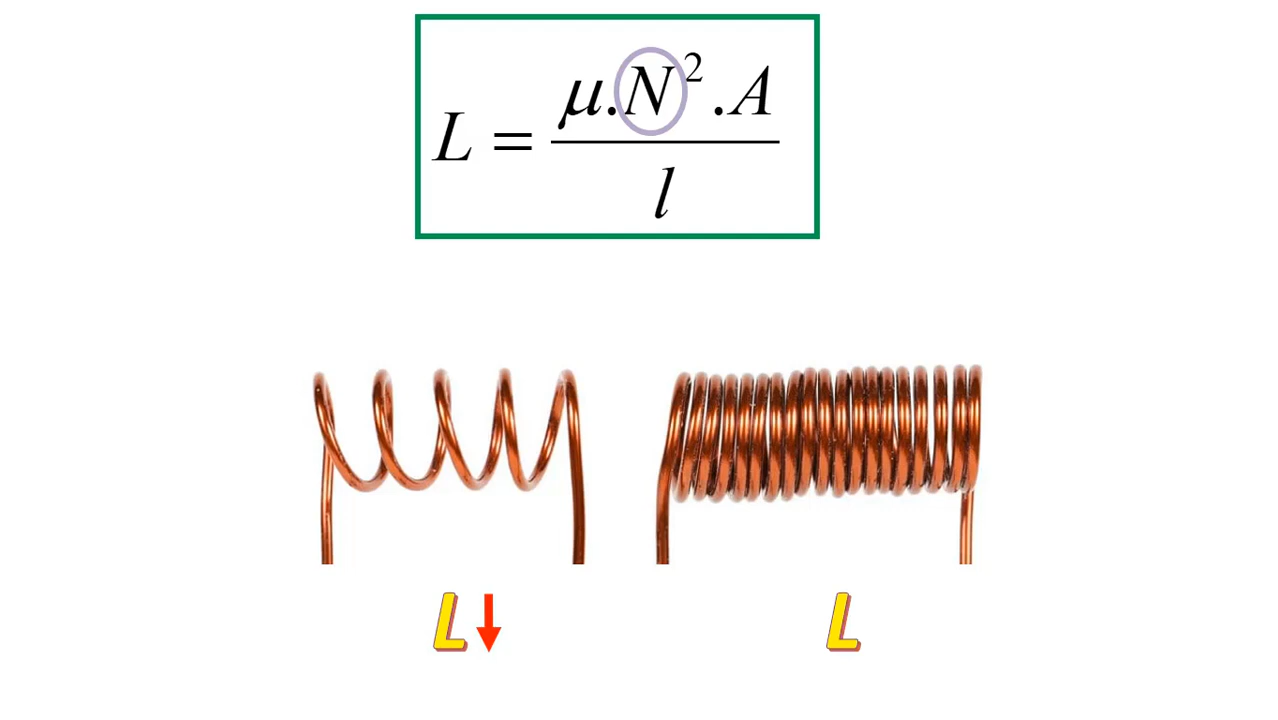 L = μ.N².A / l
L L